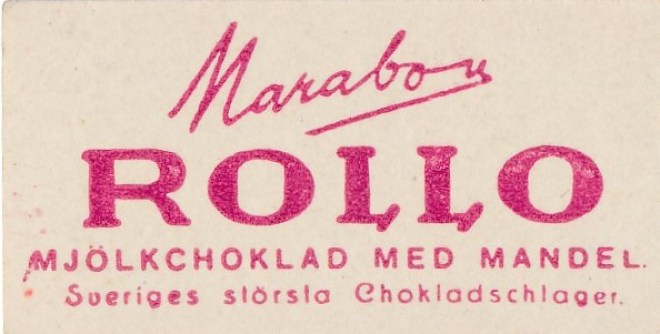 Marabou
ROLLO
MJÖLKCHOKLAD MED MANDEL.
Sveriges största Chokladschlager.